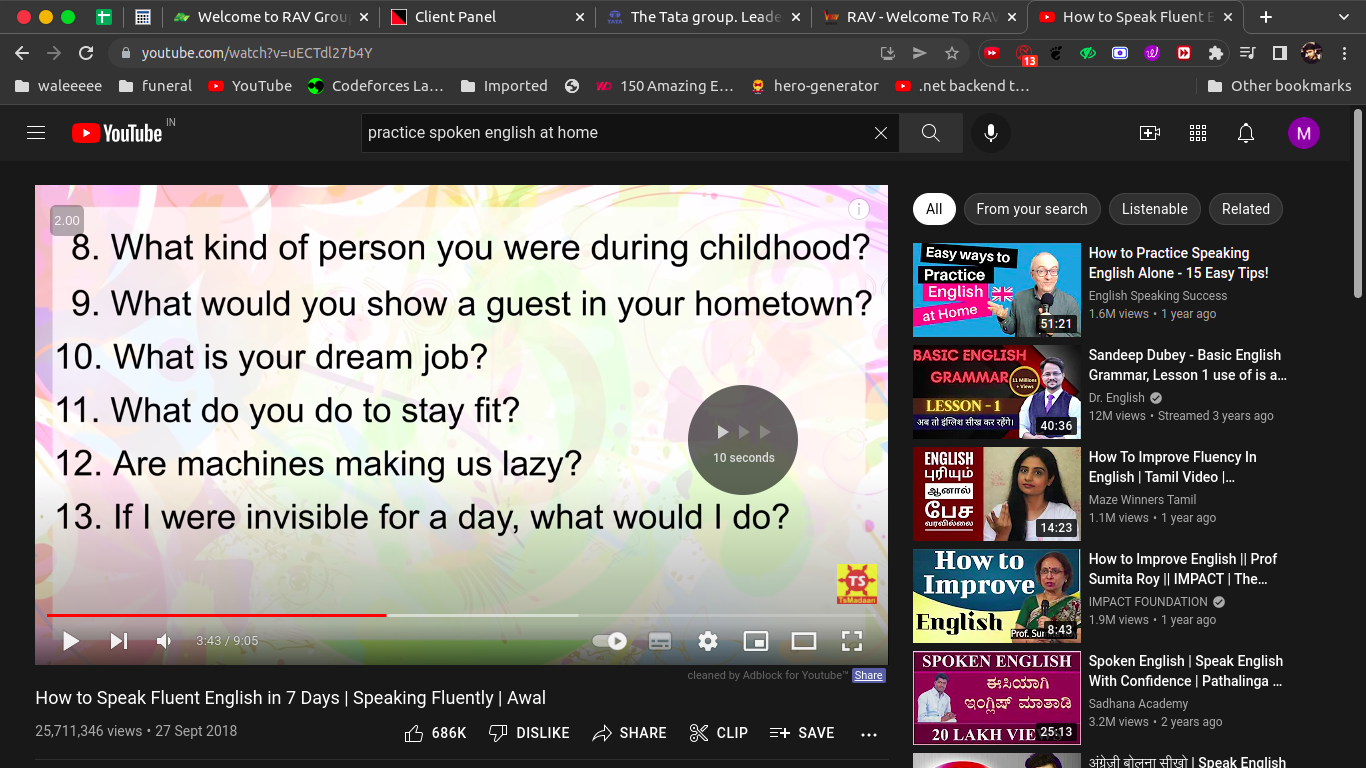 Welcome to RAV Grou
Client Panel
The Tata group. Leade
RAV - Welcome To RAV
How to Speak Fluent E
youtube.com/watch?v=uECTdl27b4Y
13
waleeeee
funeral
YouTube
Codeforces La...
Imported
150 Amazing E...
hero-generator
.net backend t...
Other bookmarks
YouTube IN
practice spoken english at home
M
2.00
8. What kind of person you were during childhood?
9. What would you show a guest in your hometown?
10. What is your dream job?
11. What do you do to stay fit?
12. Are machines making us lazy?
13. If I were invisible for a day, what would I do?
10 seconds
TS
TsMadaan
3:43 / 9:05
cleaned by Adblock for Youtube™ Share
How to Speak Fluent English in 7 Days | Speaking Fluently | Awal
25,711,346 views • 27 Sept 2018
686K
DISLIKE
SHARE
CLIP
SAVE
All
From your search
Listenable
Related
Easy ways to
Practice
English
at Home
51:21
How to Practice Speaking
English Alone - 15 Easy Tips!
English Speaking Success
1.6M views • 1 year ago
BASIC ENGLISH
GRAMMAR
11 Millions
+ Views
LESSON - 1
अब तो इंग्लिश सीख कर रहेंगे।
40:36
Sandeep Dubey - Basic English
Grammar, Lesson 1 use of is a...
Dr. English
12M views • Streamed 3 years ago
ENGLISH
புரியும்
ஆனால்
பேச
வரவில்லை
14:23
How To Improve Fluency In
English | Tamil Video |...
Maze Winners Tamil
1.1M views • 1 year ago
How to
Improve
English
Prof. Sum
8:43
How to Improve English || Prof
Sumita Roy || IMPACT | The...
IMPACT FOUNDATION
1.9M views • 1 year ago
SPOKEN ENGLISH
ಈಸಿಯಾಗಿ
ಇಂಗ್ಲಿಷ್ ಮಾತಾಡಿ
20 LAKH VIE
25:13
Spoken English | Speak English
With Confidence | Pathalinga ...
Sadhana Academy
3.2M views • 2 years ago
अंग्रेजी बोलना सीखो | Speak English